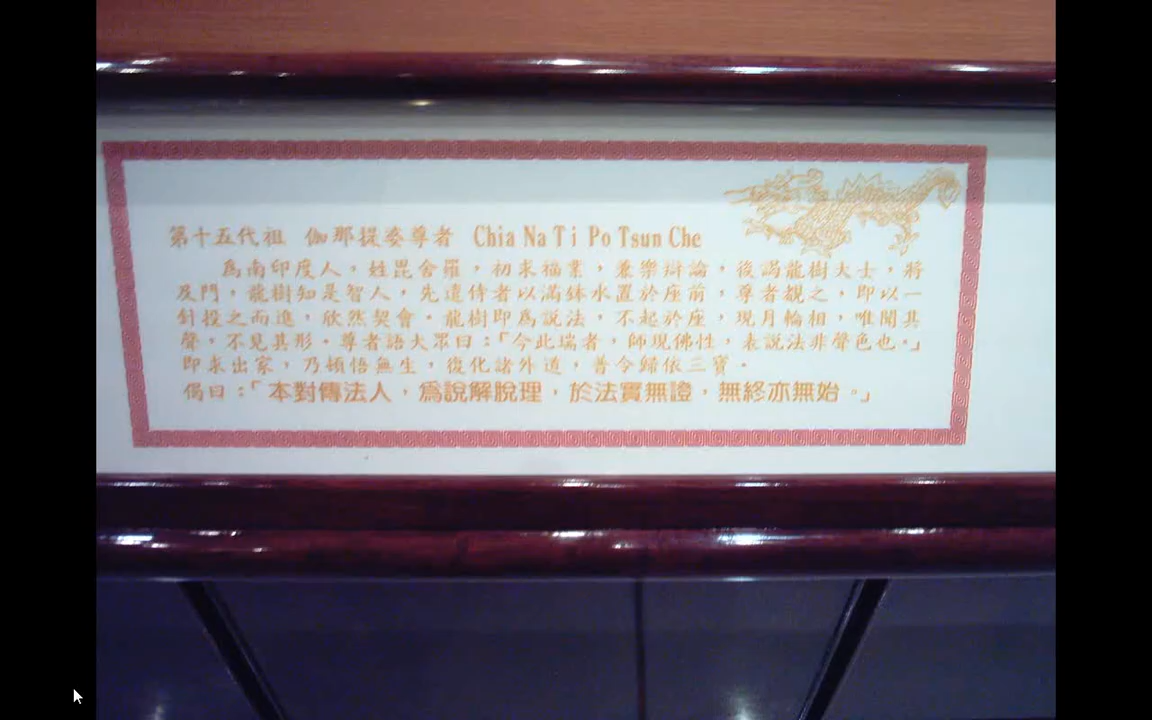 第十五代祖 伽那提婆尊者 Chia Na Ti Po Tsun Che
為南印度人，姓毘舍羅，初求福業，兼樂辯論，後謁龍樹大士，將
及門，龍樹知是智人，先遣侍者以滿鉢水置於座前，尊者覩之，即以一
針投之而進，欣然契會。龍樹即為說法，不起於座，現月輪相，唯聞其
聲，不見其形。尊者語大眾曰：「今此瑞者，師現佛性，表說法非聲色也。」
即求出家，乃頓悟無生，復化諸外道，普令歸依三寶。
偈曰：「本對傳法人，為說解脫理，於法實無證，無終亦無始。」